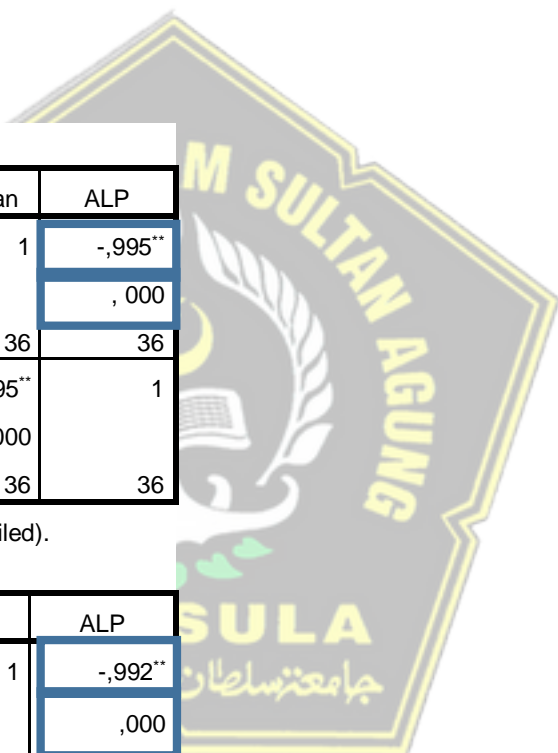 an ALP
1 -,995**
, 000
36 36
95** 1
000
36 36
iled).
ALP
1 -,992**
,000
M SULTAN AGUNG
SULA
جامعترسلطان